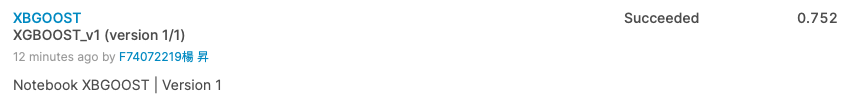 XBGOOST Succeeded 0.752
XGBOOST_v1 (version 1/1)
12 minutes ago by F74072219楊 昇
Notebook XBGOOST | Version 1